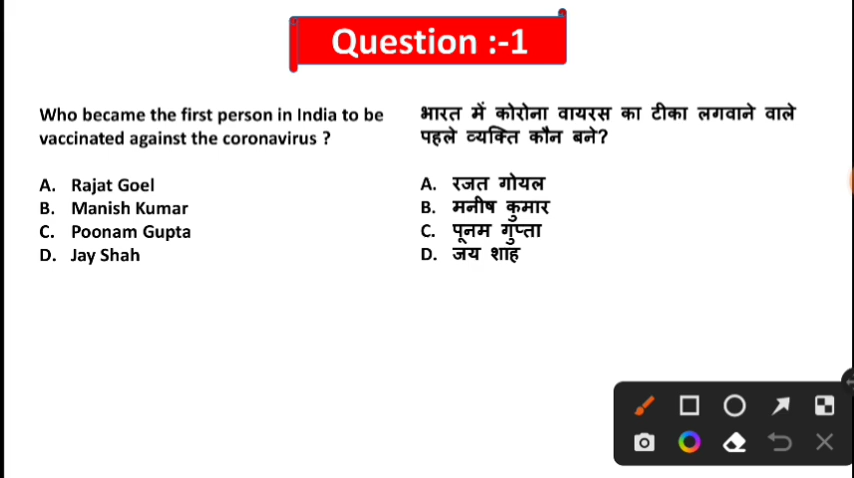 Question :-1
Who became the first person in India to be
vaccinated against the coronavirus ?
A. Rajat Goel
B. Manish Kumar
C. Poonam Gupta
D. Jay Shah
भारत में कोरोना वायरस का टीका लगवाने वाले
पहले व्यक्ति कौन बने?
A. रजत गोयल
B. मनीष कुमार
C. पूनम गुप्ता
D. जय शाह